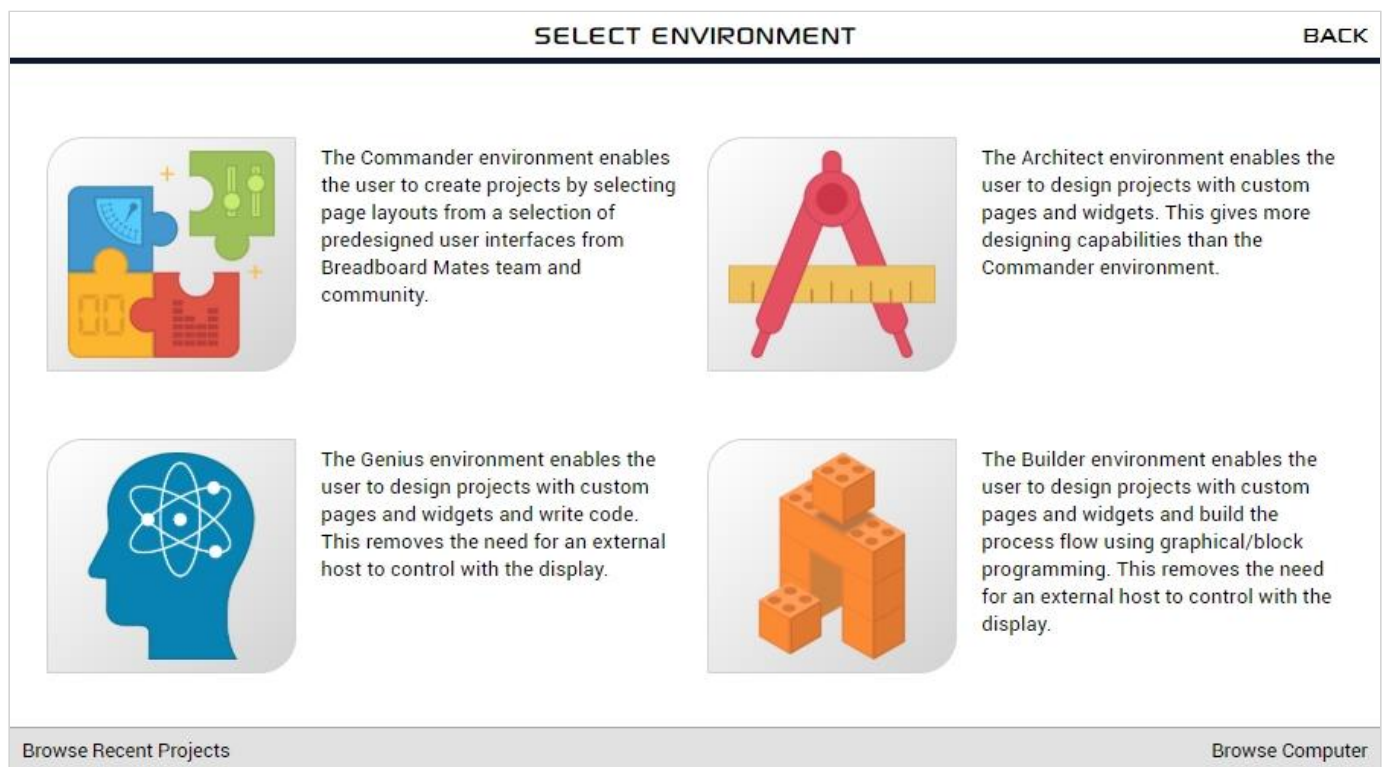 SELECT ENVIRONMENT
BACK
The Commander environment enables
the user to create projects by selecting
page layouts from a selection of
predesigned user interfaces from
Breadboard Mates team and
community.
The Architect environment enables the
user to design projects with custom
pages and widgets. This gives more
designing capabilities than the
Commander environment.
The Genius environment enables the
user to design projects with custom
pages and widgets and write code.
This removes the need for an external
host to control with the display.
The Builder environment enables the
user to design projects with custom
pages and widgets and build the
process flow using graphical/block
programming. This removes the need
for an external host to control with the
display.
Browse Recent Projects
Browse Computer